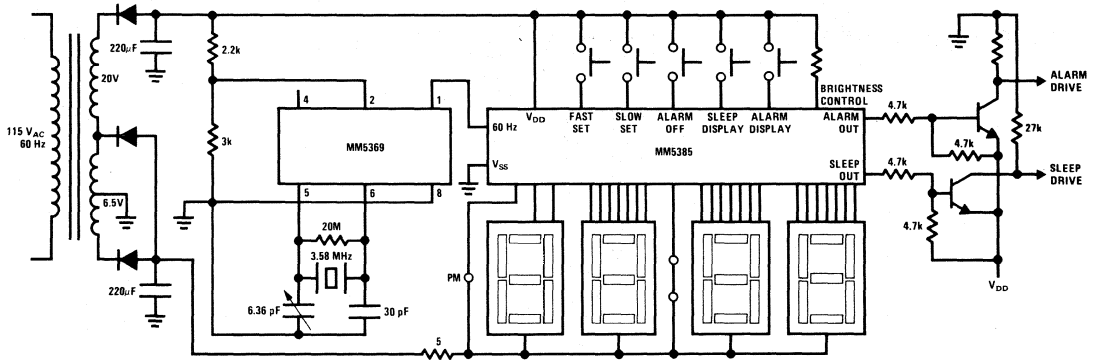 115 VAC
60 Hz
20V
6.5V
220μF
220μF
2.2k
3k
4
2
1
MM5369
5
6
8
20M
3.58 MHz
6.36 pF
30 pF
5
60 Hz
VDD
VSS
FAST
SET
SLOW
SET
ALARM
OFF
SLEEP
DISPLAY
ALARM
DISPLAY
BRIGHTNESS
CONTROL
ALARM
OUT
MM5385
SLEEP
OUT
PM
4.7k
4.7k
4.7k
4.7k
27k
ALARM
DRIVE
SLEEP
DRIVE
VDD